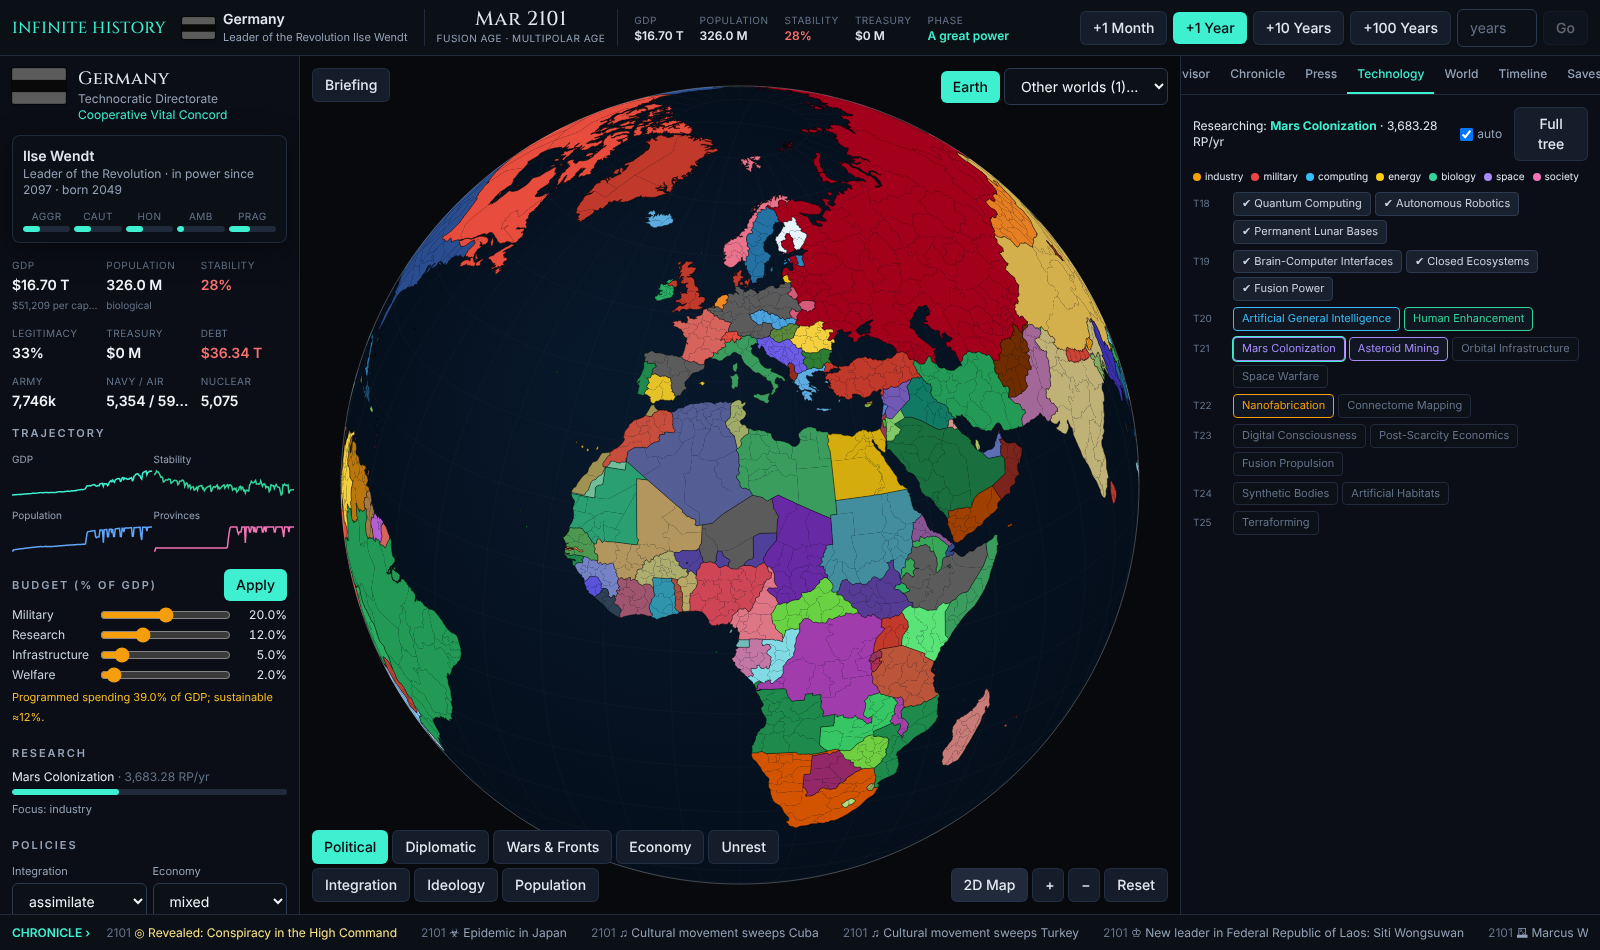 INFINITE HISTORY
Germany
Leader of the Revolution Ilse Wendt
Mar 2101
FUSION AGE · MULTIPOLAR AGE
GDP
$16.70 T
POPULATION
326.0 M
STABILITY
28%
TREASURY
$0 M
PHASE
A great power
+1 Month
+1 Year
+10 Years
+100 Years
years
Go
Germany
Technocratic Directorate
Cooperative Vital Concord
Ilse Wendt
Leader of the Revolution · in power since
2097 · born 2049
AGGR CAUT HON AMB PRAG
GDP POPULATION STABILITY
$16.70 T 326.0 M 28%
$51,209 per cap... biological
LEGITIMACY TREASURY DEBT
33% $0 M $36.34 T
ARMY NAVY / AIR NUCLEAR
7,746k 5,354 / 59... 5,075
TRAJECTORY
GDP Stability
Population Provinces
BUDGET (% OF GDP)
Apply
Military 20.0%
Research 12.0%
Infrastructure 5.0%
Welfare 2.0%
Programmed spending 39.0% of GDP; sustainable
≈12%.
RESEARCH
Mars Colonization · 3,683.28 RP/yr
Focus: industry
POLICIES
Integration Economy
assimilate mixed
Briefing
Earth
Other worlds (1)...
Political
Diplomatic
Wars & Fronts
Economy
Unrest
Integration
Ideology
Population
2D Map
+
−
Reset
visor Chronicle Press Technology World Timeline Saves
Researching: Mars Colonization · 3,683.28
RP/yr
auto
Full
tree
industry military computing energy biology space society
T18 ✔ Quantum Computing ✔ Autonomous Robotics
✔ Permanent Lunar Bases
T19 ✔ Brain-Computer Interfaces ✔ Closed Ecosystems
✔ Fusion Power
T20 Artificial General Intelligence Human Enhancement
T21 Mars Colonization Asteroid Mining Orbital Infrastructure
Space Warfare
T22 Nanofabrication Connectome Mapping
T23 Digital Consciousness Post-Scarcity Economics
Fusion Propulsion
T24 Synthetic Bodies Artificial Habitats
T25 Terraforming
CHRONICLE › 2101 ◎ Revealed: Conspiracy in the High Command 2101 ☣ Epidemic in Japan 2101 ♫ Cultural movement sweeps Cuba 2101 ♫ Cultural movement sweeps Turkey 2101 ♔ New leader in Federal Republic of Laos: Siti Wongsuwan 2101 Marcus W